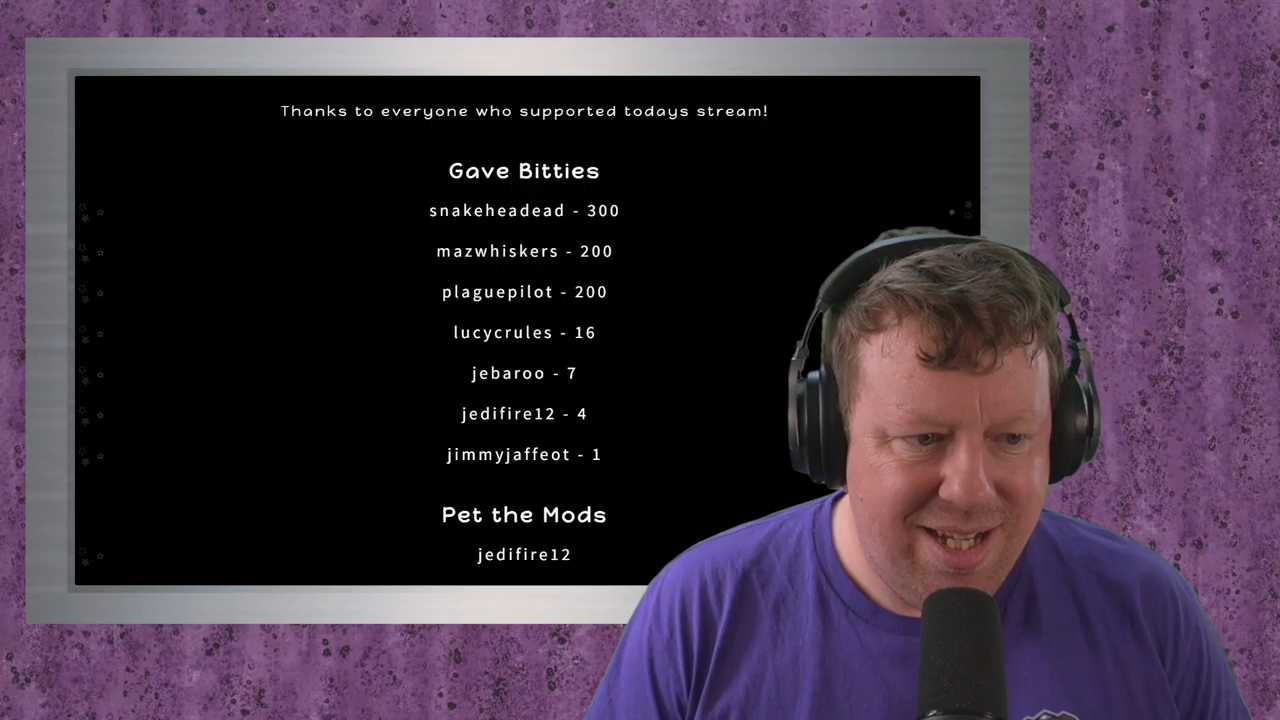 Thanks to everyone who supported todays stream!
Gave Bitties
snakeheadead - 300
mazwhiskers - 200
plaguepilot - 200
lucycrules - 16
jebaroo - 7
jedifire12 - 4
jimmyjaffeot - 1
Pet the Mods
jedifire12